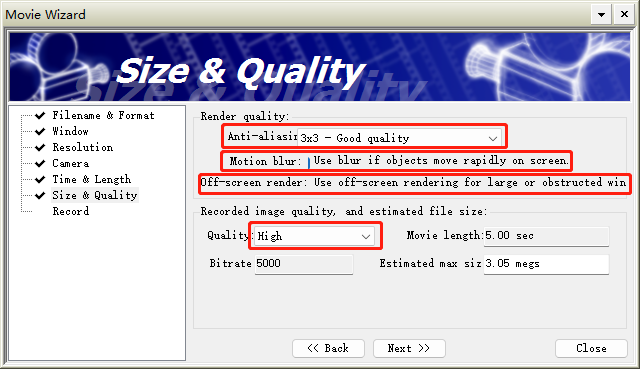 Movie Wizard
Size & Quality
Size & Quality
Filename & Format
Window
Resolution
Camera
Time & Length
Size & Quality
Record
Render quality:
Anti-aliasin 3x3 - Good quality
Motion blur: Use blur if objects move rapidly on screen.
Off-screen render: Use off-screen rendering for large or obstructed win
Recorded image quality, and estimated file size:
Quality: High Movie length: 5.00 sec
Bitrate 5000 Estimated max siz 3.05 megs
<< Back Next >> Close